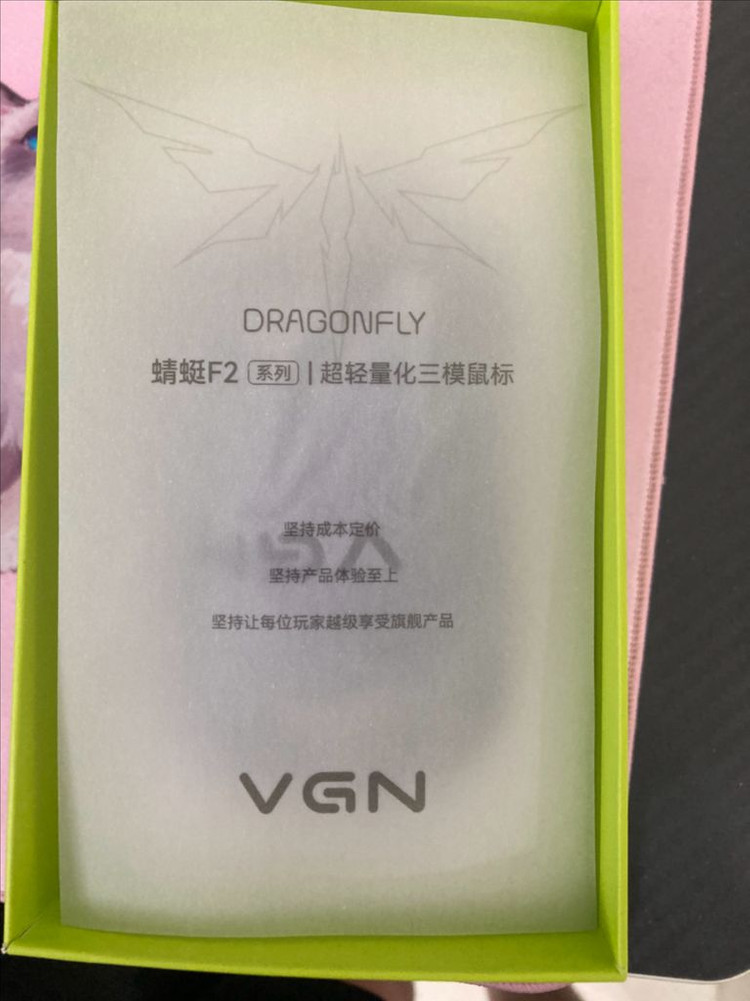 DRAGONFLY
蜻蜓F2 系列 | 超轻量化三模鼠标
坚持成本定价
坚持产品体验至上
坚持让每位玩家越级享受旗舰产品
VGN